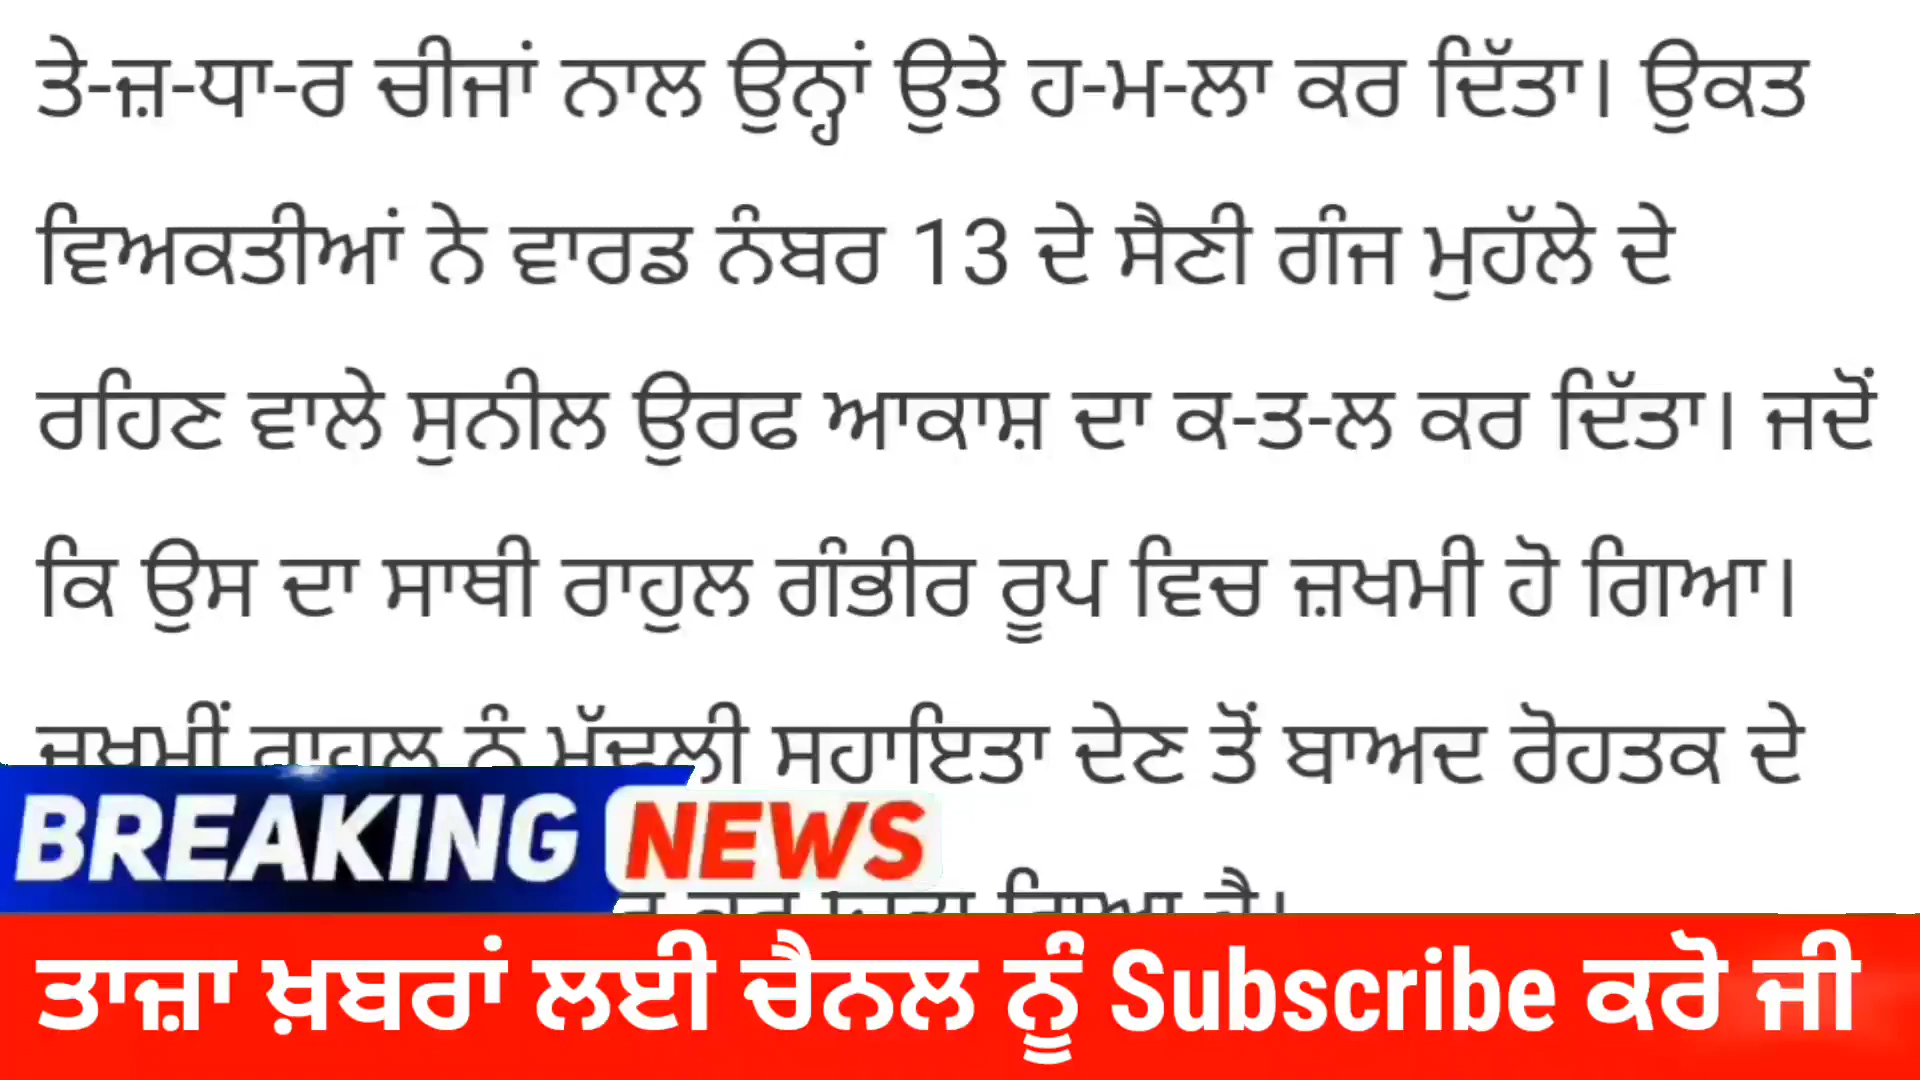 ਤੇ-ਜ਼-ਧਾ-ਰ ਚੀਜਾਂ ਨਾਲ ਉਨ੍ਹਾਂ ਉਤੇ ਹ-ਮ-ਲਾ ਕਰ ਦਿੱਤਾ। ਉਕਤ
ਵਿਅਕਤੀਆਂ ਨੇ ਵਾਰਡ ਨੰਬਰ 13 ਦੇ ਸੈਣੀ ਗੰਜ ਮੁਹੱਲੇ ਦੇ
ਰਹਿਣ ਵਾਲੇ ਸੁਨੀਲ ਉਰਫ ਆਕਾਸ਼ ਦਾ ਕ-ਤ-ਲ ਕਰ ਦਿੱਤਾ। ਜਦੋਂ
ਕਿ ਉਸ ਦਾ ਸਾਥੀ ਰਾਹੁਲ ਗੰਭੀਰ ਰੂਪ ਵਿਚ ਜ਼ਖਮੀ ਹੋ ਗਿਆ।
ਸਹਾਇਤਾ ਦੇਣ ਤੋਂ ਬਾਅਦ ਰੋਹਤਕ ਦੇ
BREAKING NEWS
ਤਾਜ਼ਾ ਖ਼ਬਰਾਂ ਲਈ ਚੈਨਲ ਨੂੰ Subscribe ਕਰੋ ਜੀ